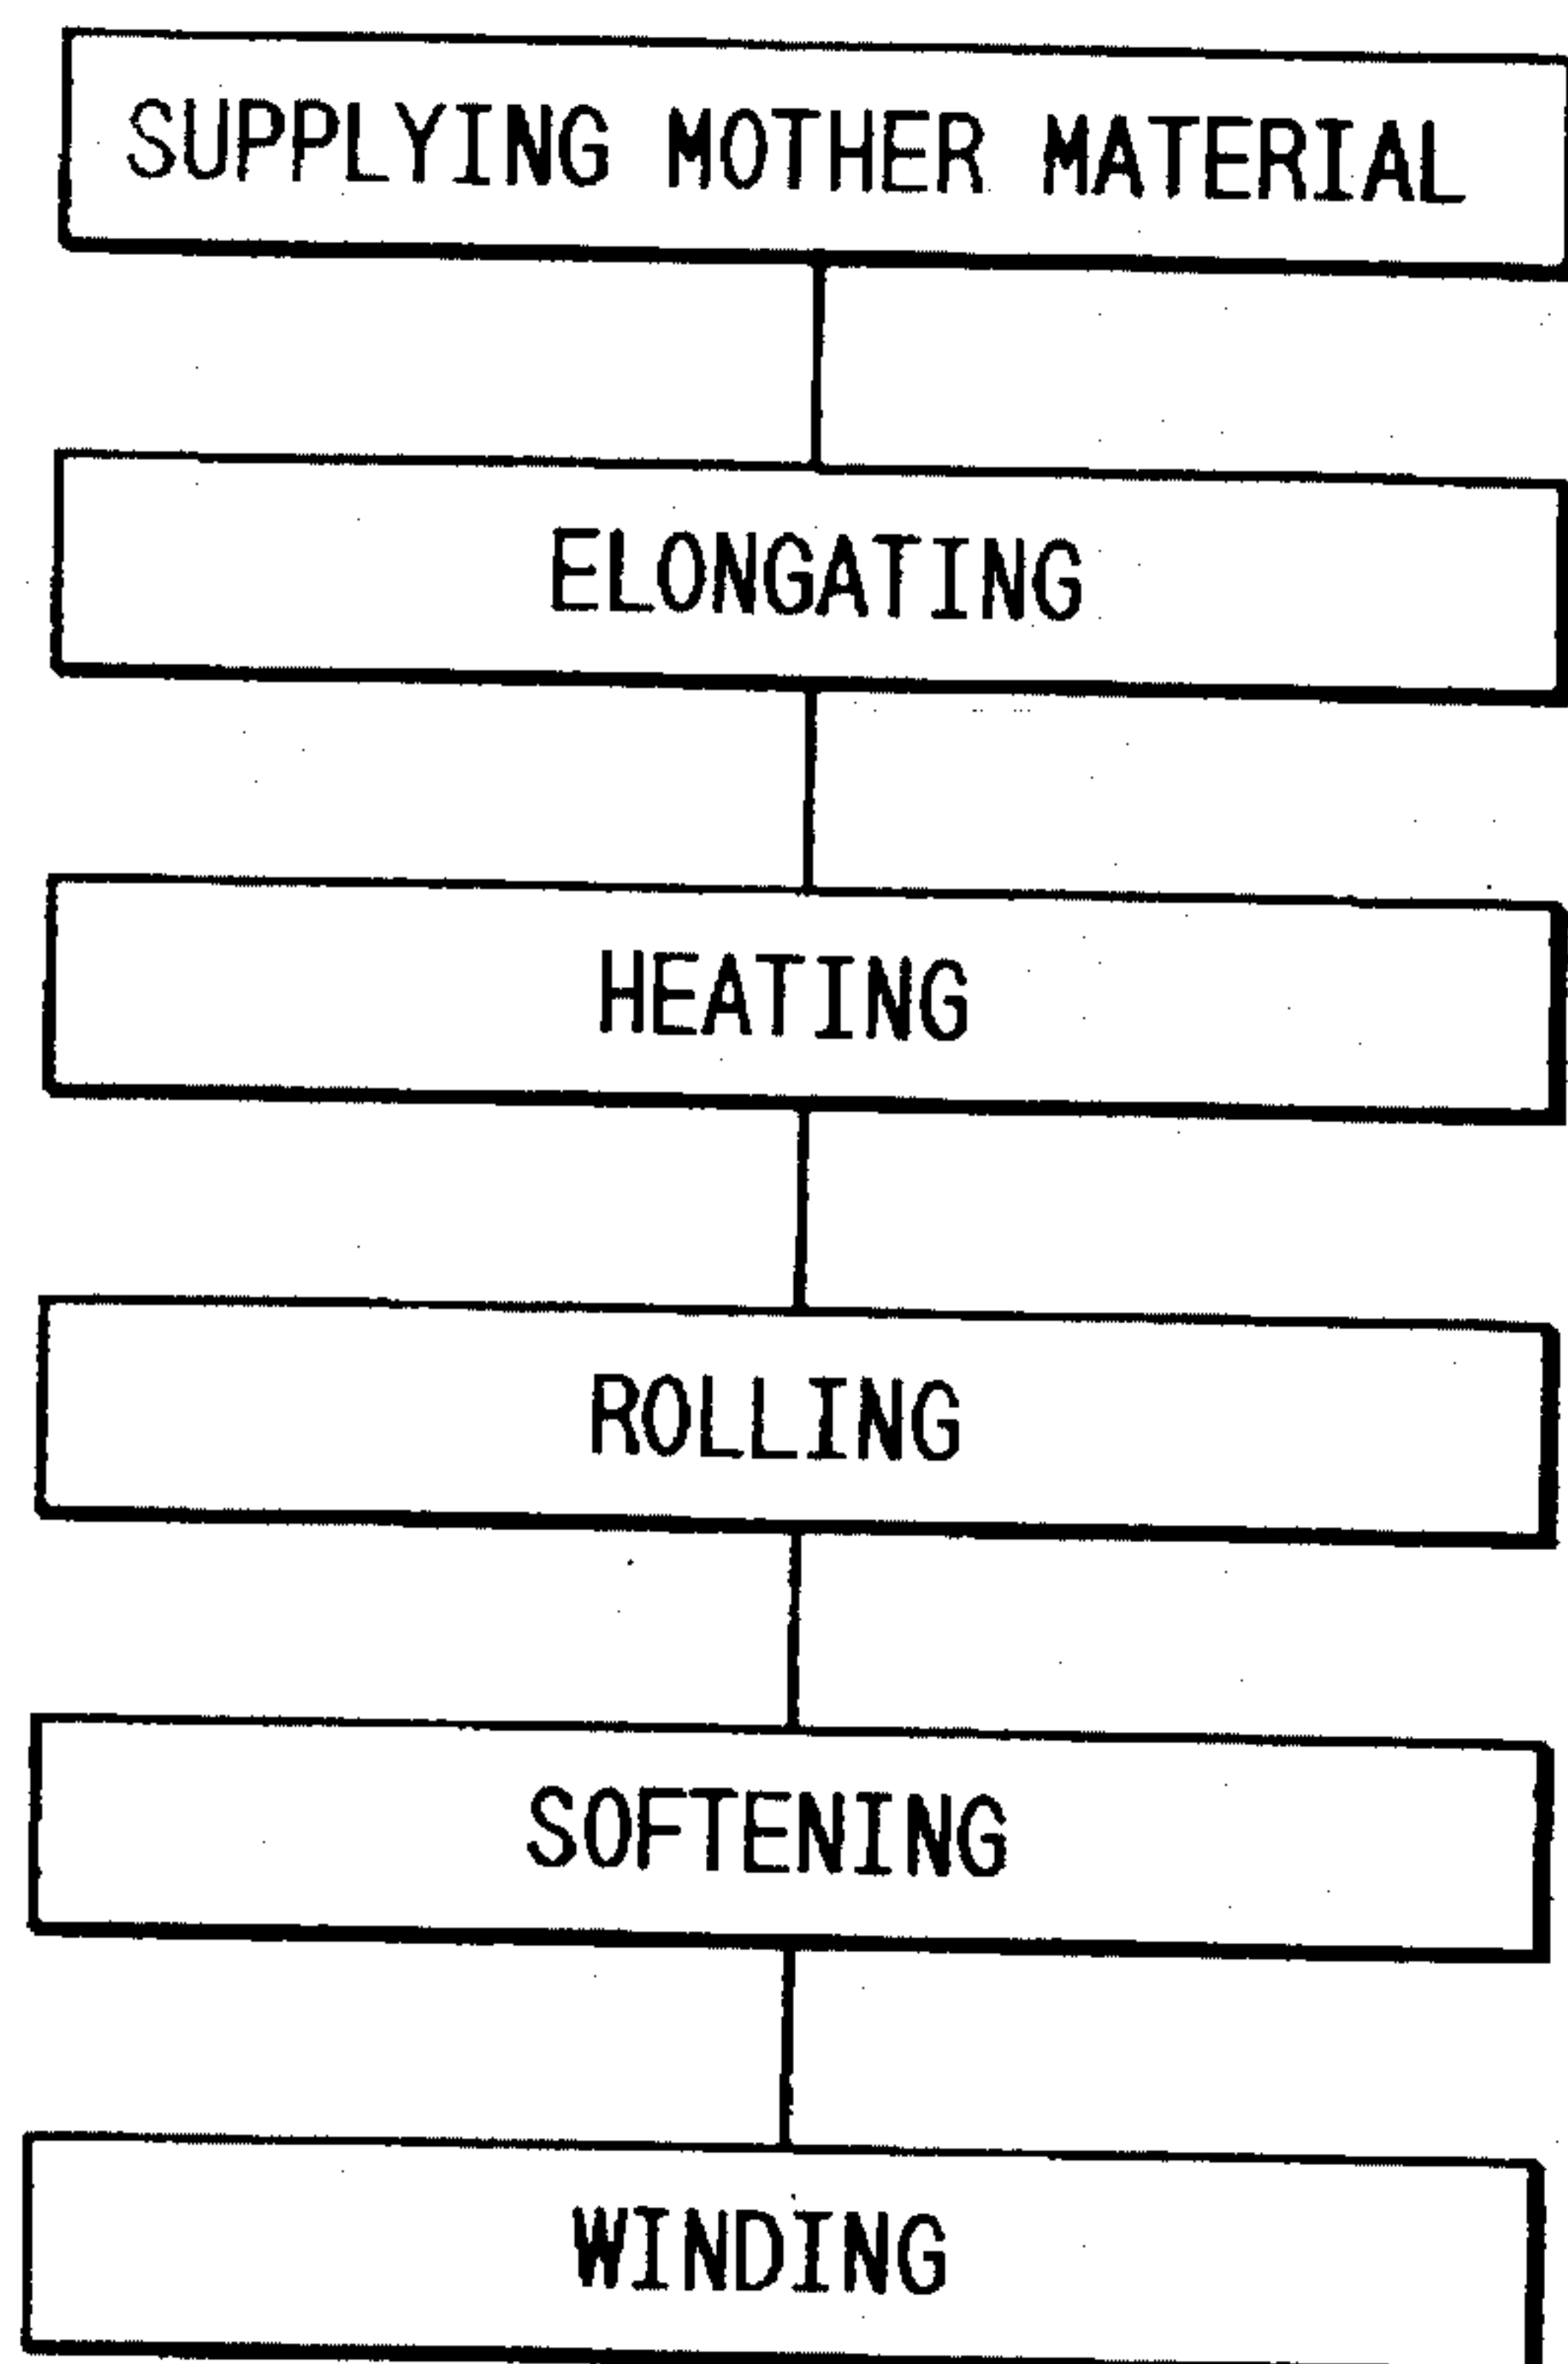 SUPPLYING MOTHER MATERIAL
ELONGATING
HEATING
ROLLING
SOFTENING
WINDING